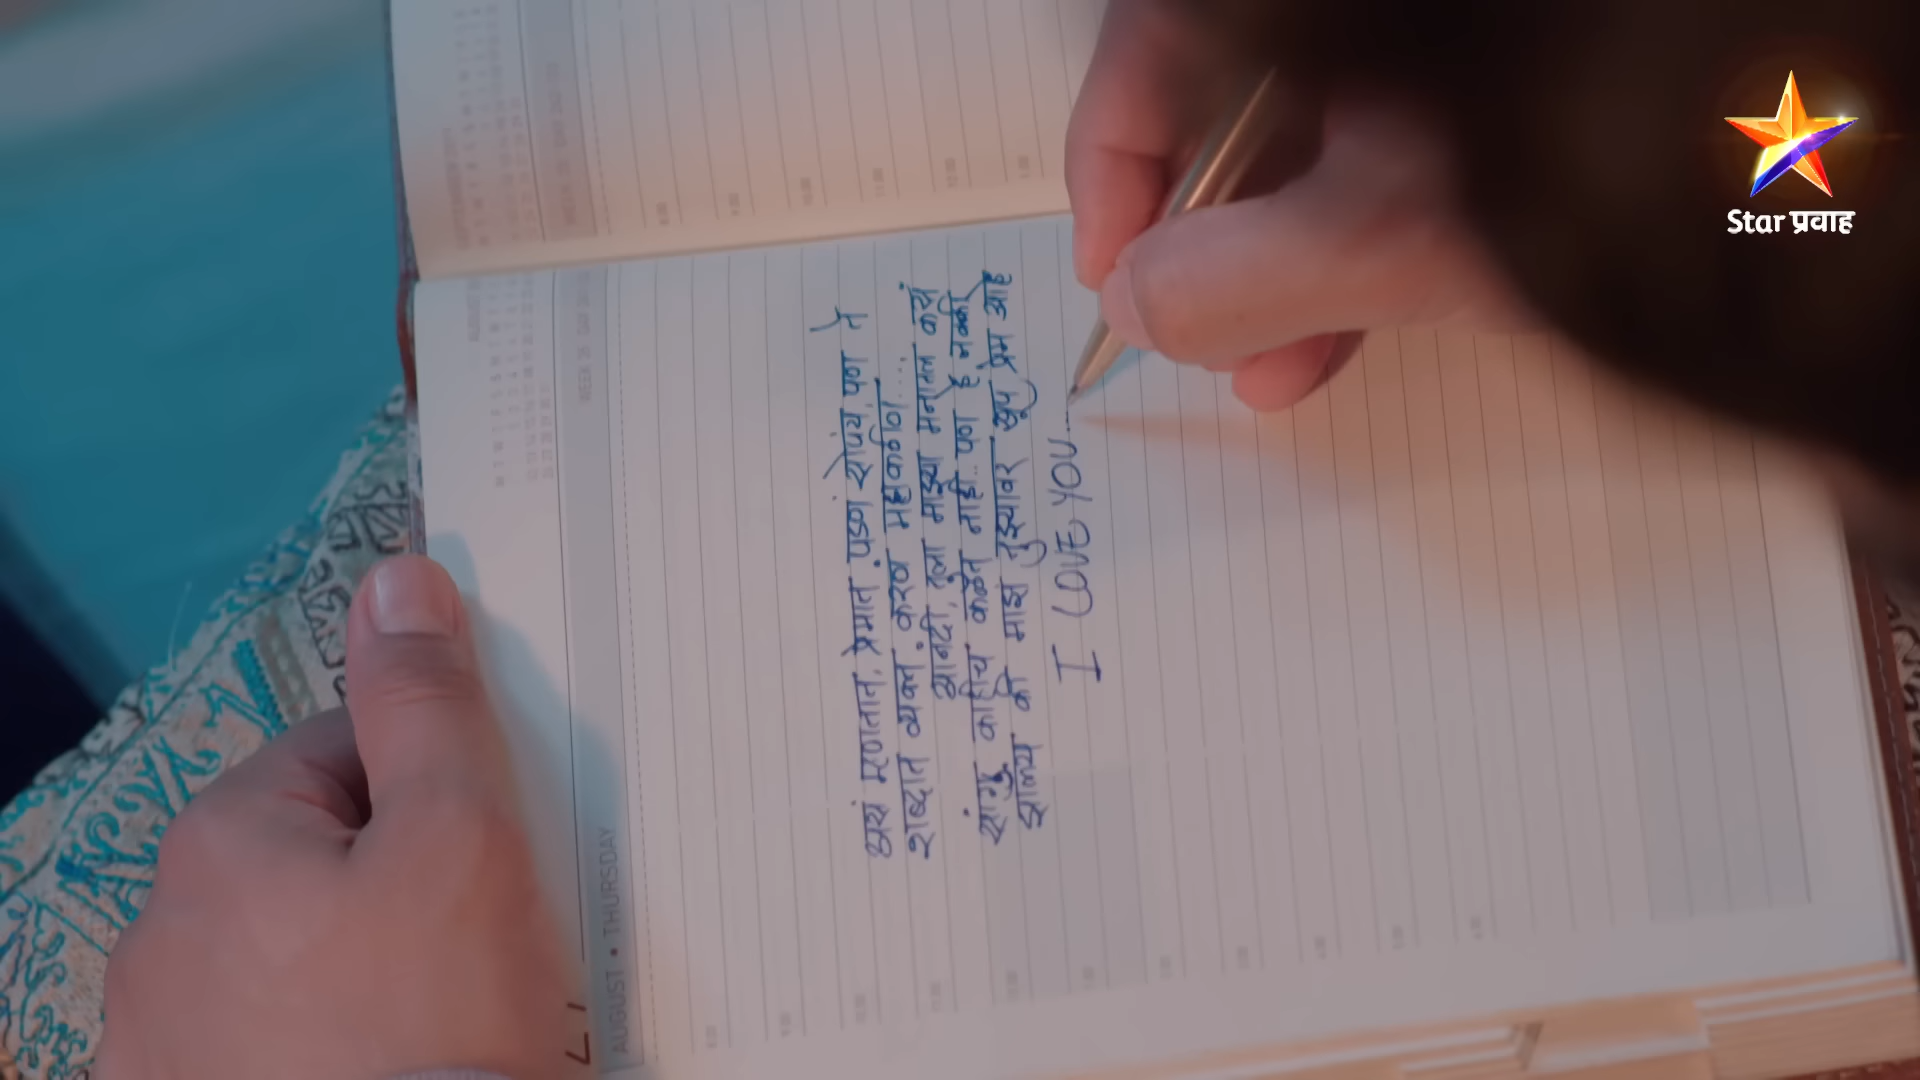 असं म्हणतात, प्रेमात पडणं सोपंय, पण ते
शब्दात व्यक्त करणं महाकठीण....
आनंदी, तुला माझ्या मनातलं कसं
सांगू काहीच कळत नाही.. पण हे नक्की
झालंय की माझं तुझ्यावर खूप प्रेम आहे
I LOVE YOU...
AUGUST • THURSDAY
Star प्रवाह